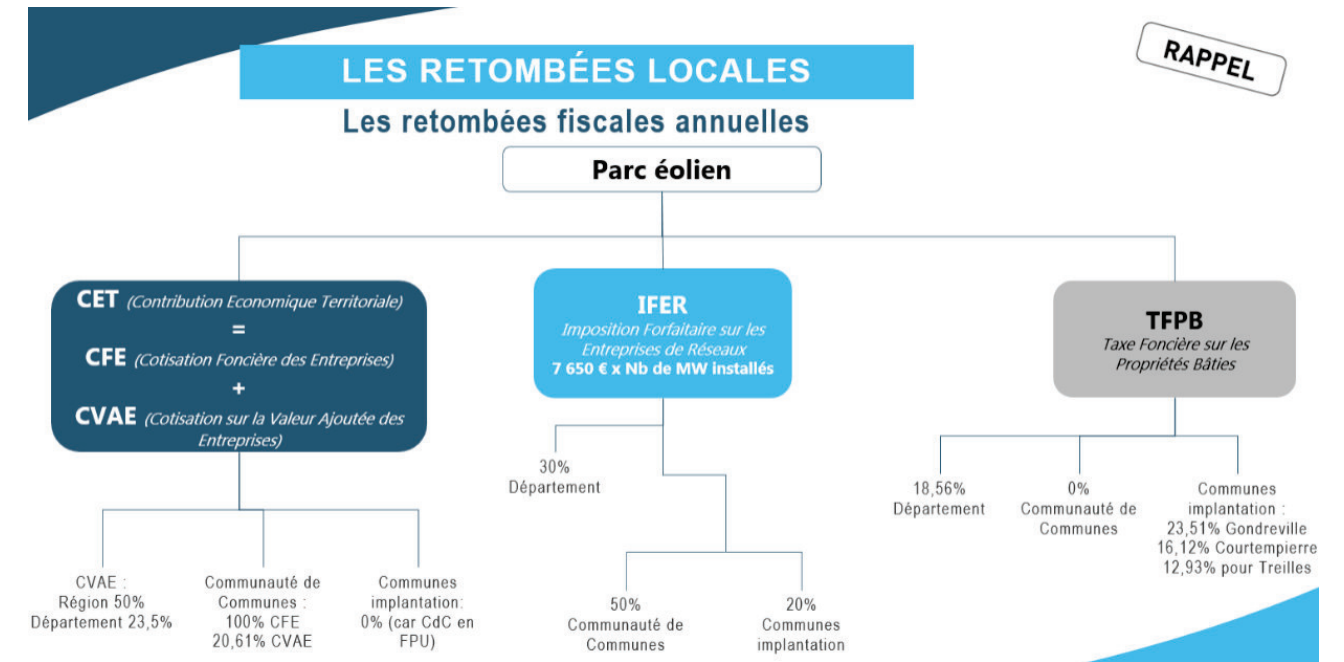 LES RETOMBÉES LOCALES
RAPPEL
Les retombées fiscales annuelles
Parc éolien
CET (Contribution Economique Territoriale)
=
CFE (Cotisation Foncière des Entreprises)
+
CVAE (Cotisation sur la Valeur Ajoutée des
Entreprises)
IFER
Imposition Forfaitaire sur les
Entreprises de Réseaux
7 650 € x Nb de MW installés
TFPB
Taxe Foncière sur les
Propriétés Bâties
CVAE :
Région 50%
Département 23,5%
Communauté de
Communes :
100% CFE
20,61% CVAE
Communes
implantation:
0% (car CdC en
FPU)
30%
Département
50%
Communauté de
Communes
20%
Communes
implantation
18,56%
Département
0%
Communauté de
Communes
Communes
implantation :
23,51% Gondreville
16,12% Courtempierre
12,93% pour Treilles